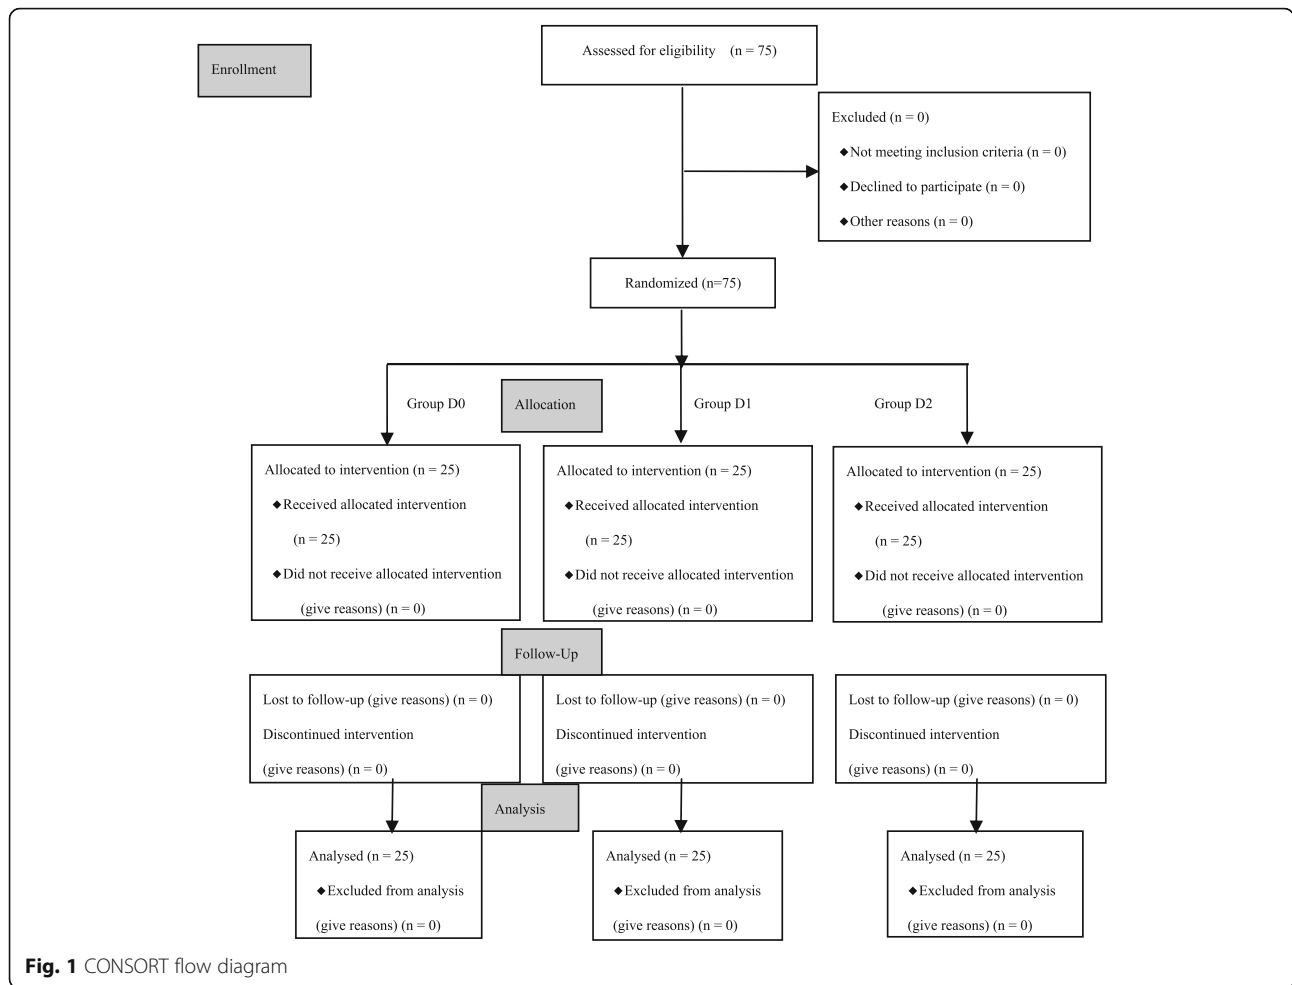 Assessed for eligibility (n = 75)
Enrollment
Excluded (n = 0)
◆Not meeting inclusion criteria (n = 0)
◆Declined to participate (n = 0)
◆Other reasons (n = 0)
Randomized (n=75)
Group D0
Allocation
Group D1
Group D2
Allocated to intervention (n = 25)
◆Received allocated intervention
(n = 25)
◆Did not receive allocated intervention
(give reasons) (n = 0)
Allocated to intervention (n = 25)
◆Received allocated intervention
(n = 25)
◆Did not receive allocated intervention
(give reasons) (n = 0)
Allocated to intervention (n = 25)
◆Received allocated intervention
(n = 25)
◆Did not receive allocated intervention
(give reasons) (n = 0)
Follow-Up
Lost to follow-up (give reasons) (n = 0)
Discontinued intervention
(give reasons) (n = 0)
Lost to follow-up (give reasons) (n = 0)
Discontinued intervention
(give reasons) (n = 0)
Lost to follow-up (give reasons) (n = 0)
Discontinued intervention
(give reasons) (n = 0)
Analysis
Analysed (n = 25)
◆Excluded from analysis
(give reasons) (n = 0)
Analysed (n = 25)
◆Excluded from analysis
(give reasons) (n = 0)
Analysed (n = 25)
◆Excluded from analysis
(give reasons) (n = 0)
Fig. 1 CONSORT flow diagram